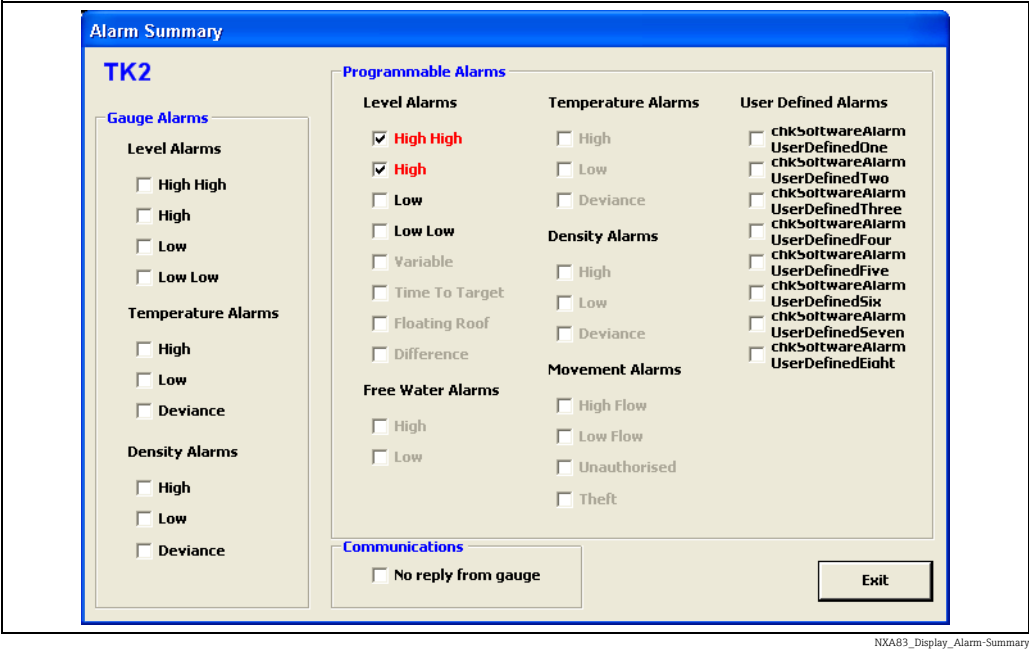 Alarm Summary
TK2
Gauge Alarms
Level Alarms
High High
High
Low
Low Low
Temperature Alarms
High
Low
Deviance
Density Alarms
High
Low
Deviance
Programmable Alarms
Level Alarms
High High
High
Low
Low Low
Variable
Time To Target
Floating Roof
Difference
Free Water Alarms
High
Low
Temperature Alarms
High
Low
Deviance
Density Alarms
High
Low
Deviance
Movement Alarms
High Flow
Low Flow
Unauthorised
Theft
User Defined Alarms
chkSoftwareAlarm
UserDefinedOne
chkSoftwareAlarm
UserDefinedTwo
chkSoftwareAlarm
UserDefinedThree
chkSoftwareAlarm
UserDefinedFour
chkSoftwareAlarm
UserDefinedFive
chkSoftwareAlarm
UserDefinedSix
chkSoftwareAlarm
UserDefinedSeven
chkSoftwareAlarm
UserDefinedEight
Communications
No reply from gauge
Exit
NXA83_Display_Alarm-Summary